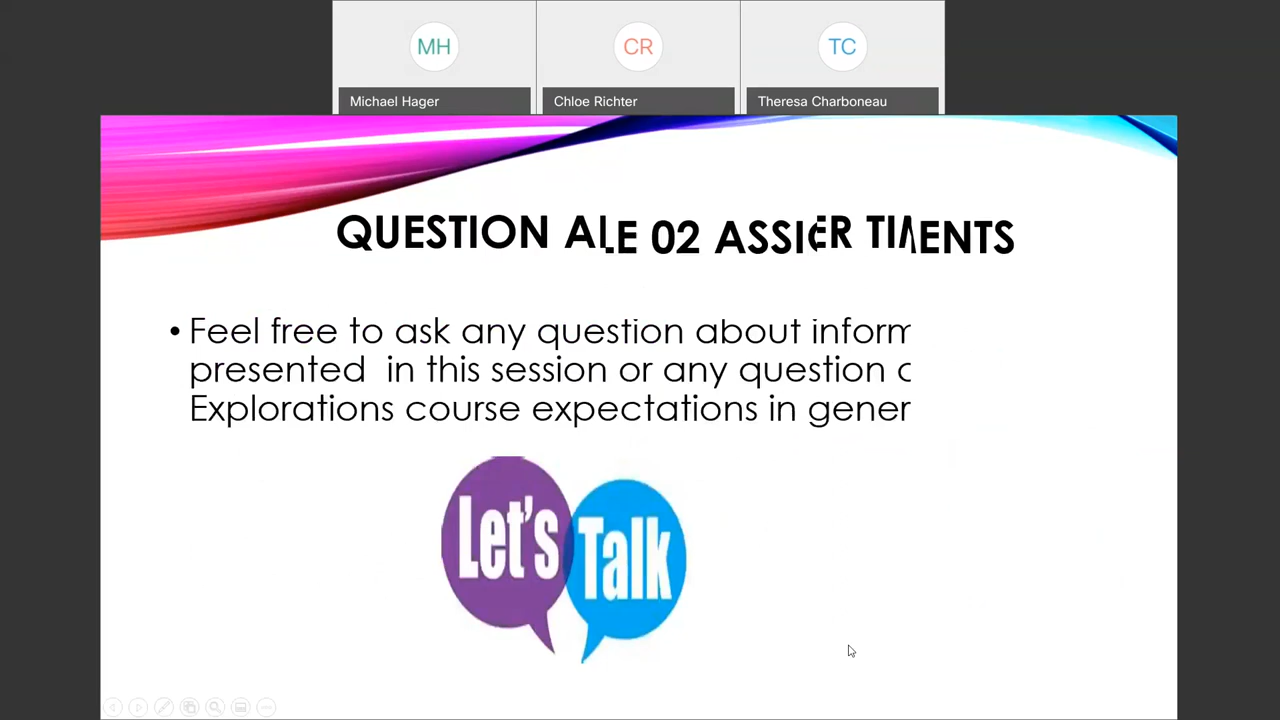 MH
CR
TC
Michael Hager
Chloe Richter
Theresa Charboneau
QUESTION 02
• Feel free to ask any question about inform
presented in this session or any question
Explorations course expectations in gener
Let's
Talk